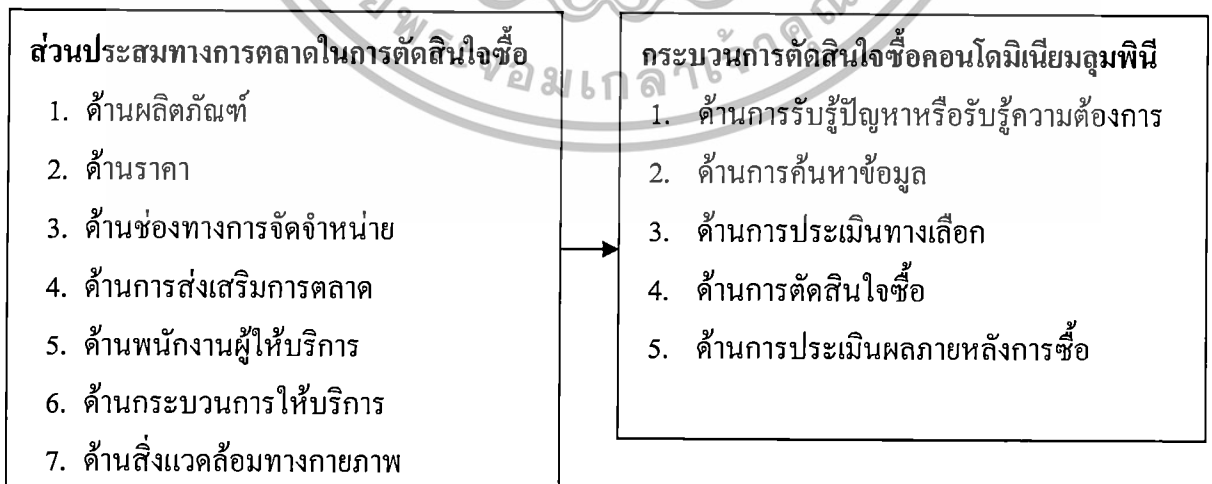 ส่วนประสมทางการตลาดในการตัดสินใจซื้อ
1. ด้านผลิตภัณฑ์
2. ด้านราคา
3. ด้านช่องทางการจัดจำหน่าย
4. ด้านการส่งเสริมการตลาด
5. ด้านพนักงานผู้ให้บริการ
6. ด้านกระบวนการให้บริการ
7. ด้านสิ่งแวดล้อมทางกายภาพ
กระบวนการตัดสินใจซื้อคอนโดมิเนียมลุมพินี
1. ด้านการรับรู้ปัญหาหรือรับรู้ความต้องการ
2. ด้านการค้นหาข้อมูล
3. ด้านการประเมินทางเลือก
4. ด้านการตัดสินใจซื้อ
5. ด้านการประเมินผลภายหลังการซื้อ